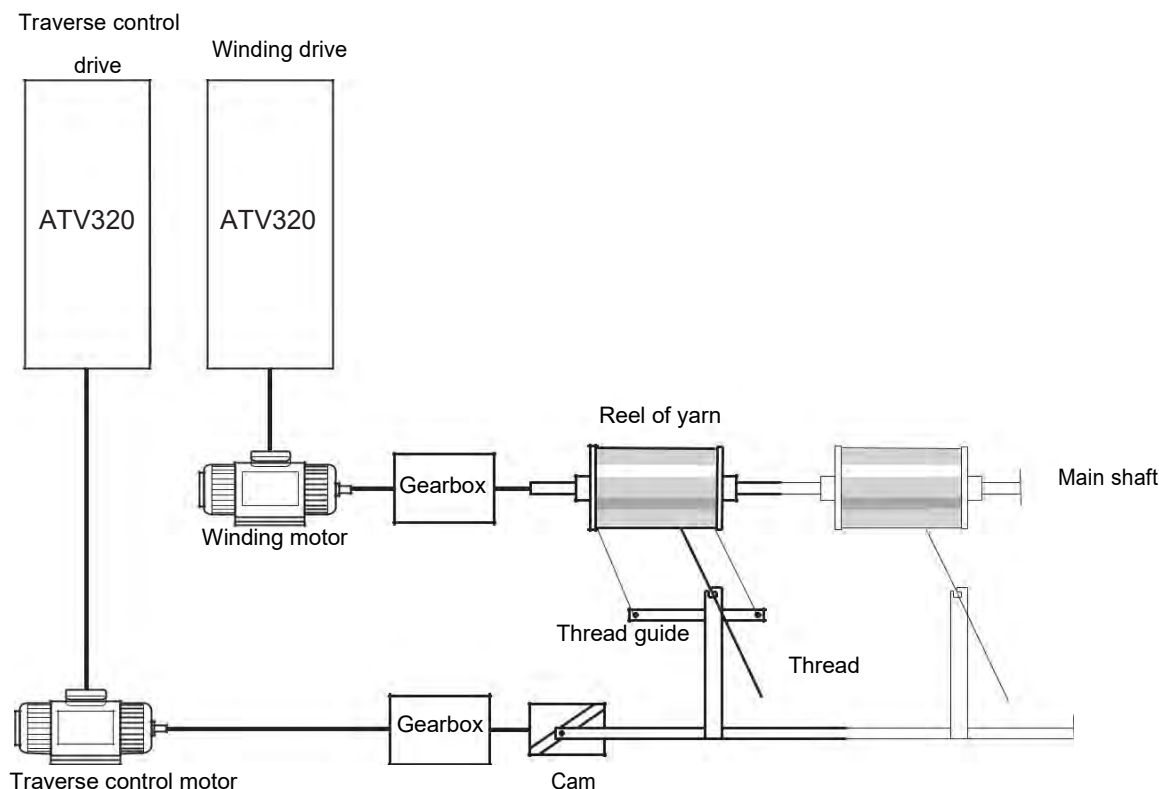 Traverse control
drive
Winding drive
ATV320
ATV320
Reel of yarn
Main shaft
Gearbox
Winding motor
Thread guide
Thread
Gearbox
Traverse control motor
Cam